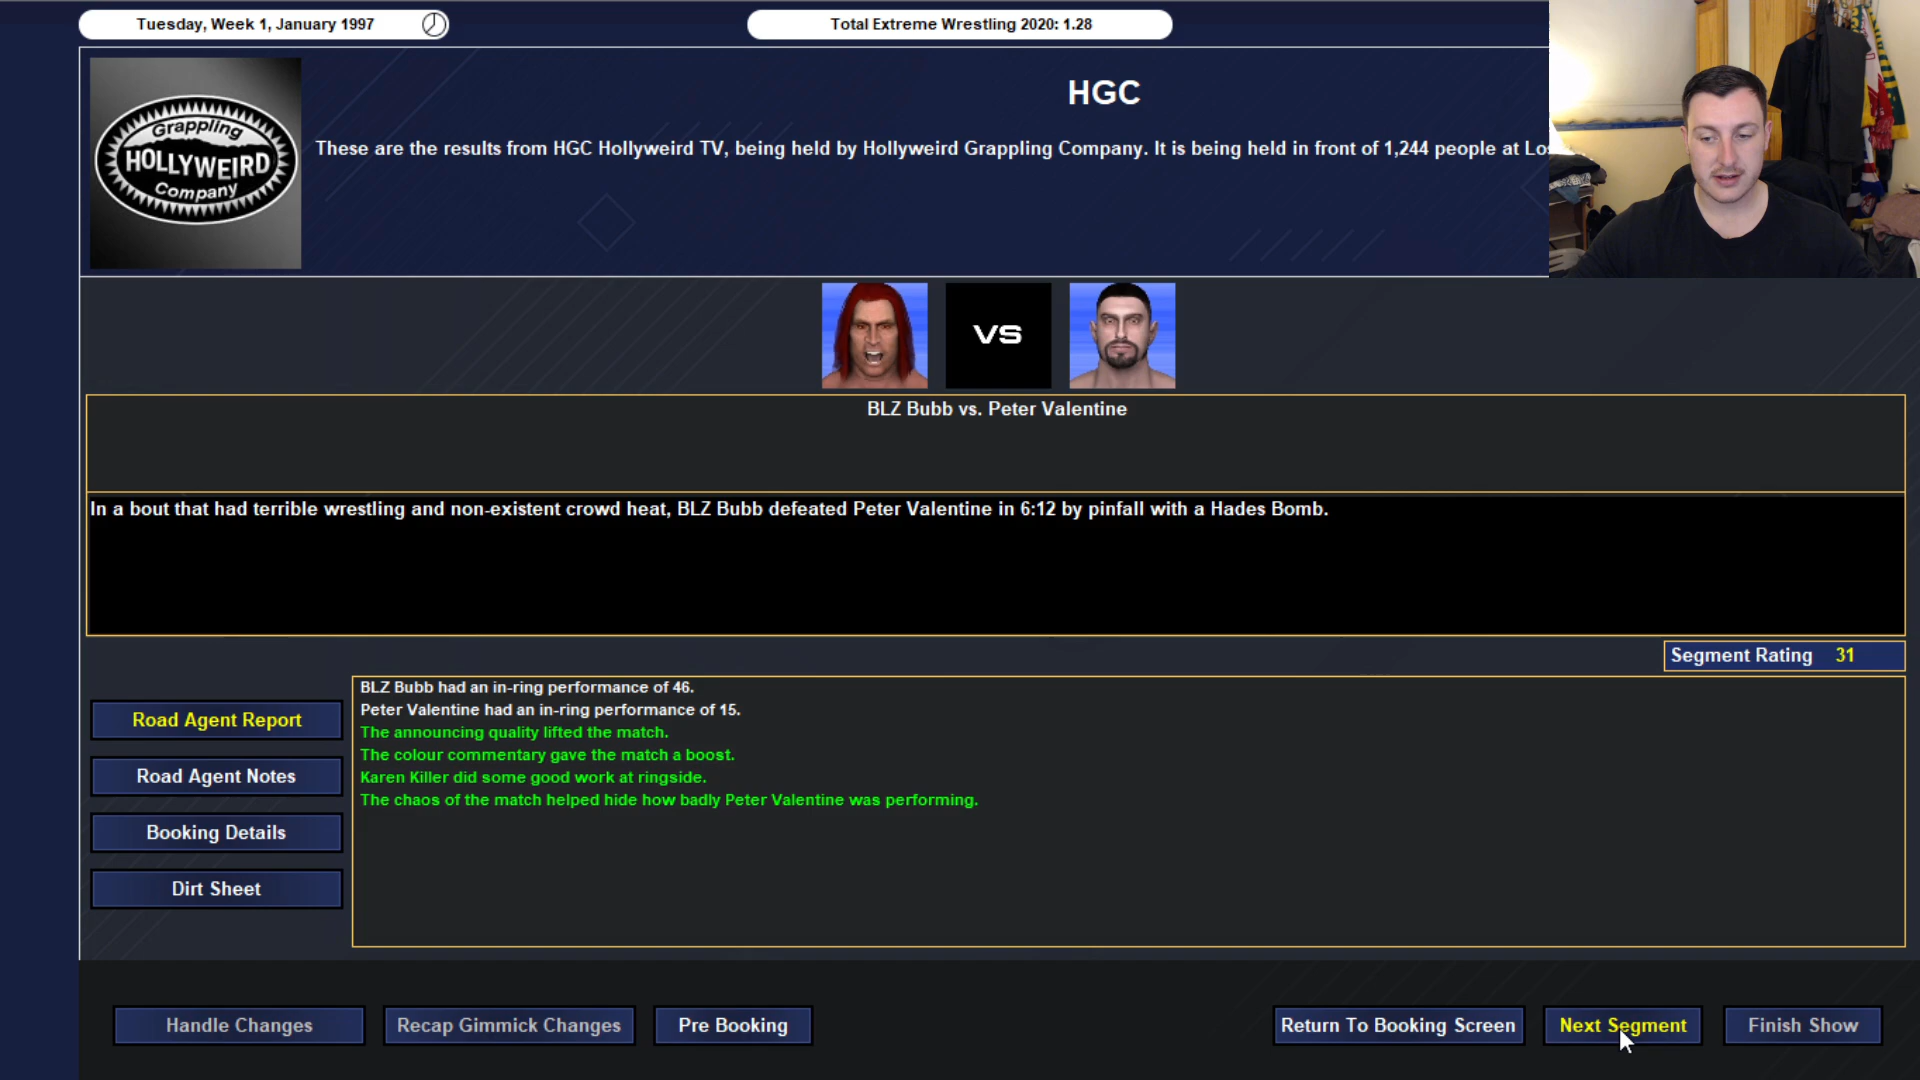 Tuesday, Week 1, January 1997
Total Extreme Wrestling 2020: 1.28
Grappling
HOLLYWEIRD
Company
HGC
These are the results from HGC Hollyweird TV, being held by Hollyweird Grappling Company. It is being held in front of 1,244 people at
VS
BLZ Bubb vs. Peter Valentine
In a bout that had terrible wrestling and non-existent crowd heat, BLZ Bubb defeated Peter Valentine in 6:12 by pinfall with a Hades Bomb.
Segment Rating 31
Road Agent Report
Road Agent Notes
Booking Details
Dirt Sheet
BLZ Bubb had an in-ring performance of 46.
Peter Valentine had an in-ring performance of 15.
The announcing quality lifted the match.
The colour commentary gave the match a boost.
Karen Killer did some good work at ringside.
The chaos of the match helped hide how badly Peter Valentine was performing.
Handle Changes
Recap Gimmick Changes
Pre Booking
Return To Booking Screen
Next Segment
Finish Show